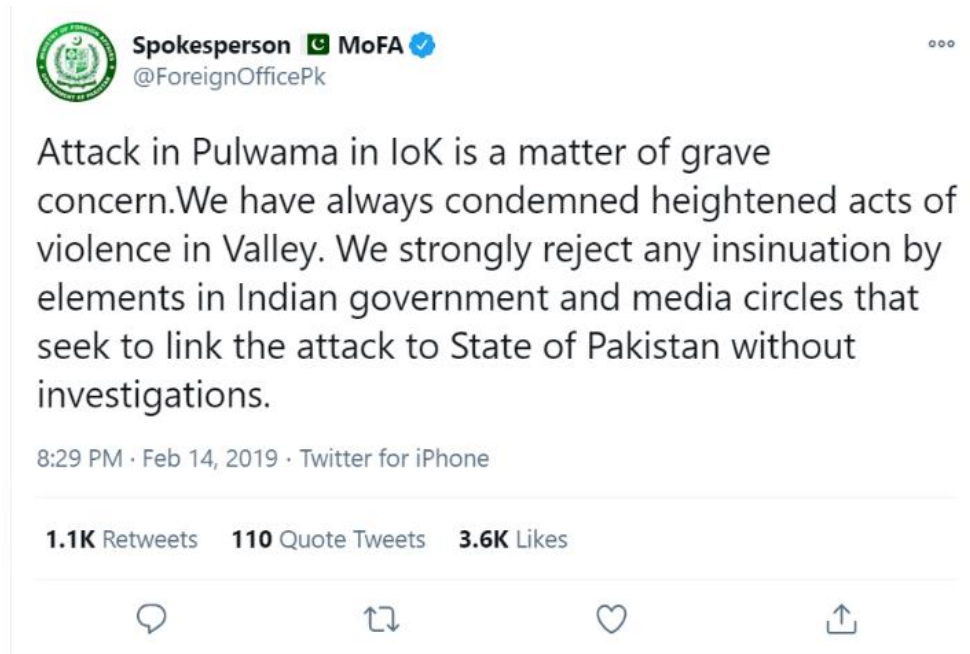 Spokesperson 🇵🇰 MoFA
@ForeignOfficePk
Attack in Pulwama in IoK is a matter of grave
concern.We have always condemned heightened acts of
violence in Valley. We strongly reject any insinuation by
elements in Indian government and media circles that
seek to link the attack to State of Pakistan without
investigations.
8:29 PM · Feb 14, 2019 · Twitter for iPhone
1.1K Retweets 110 Quote Tweets 3.6K Likes